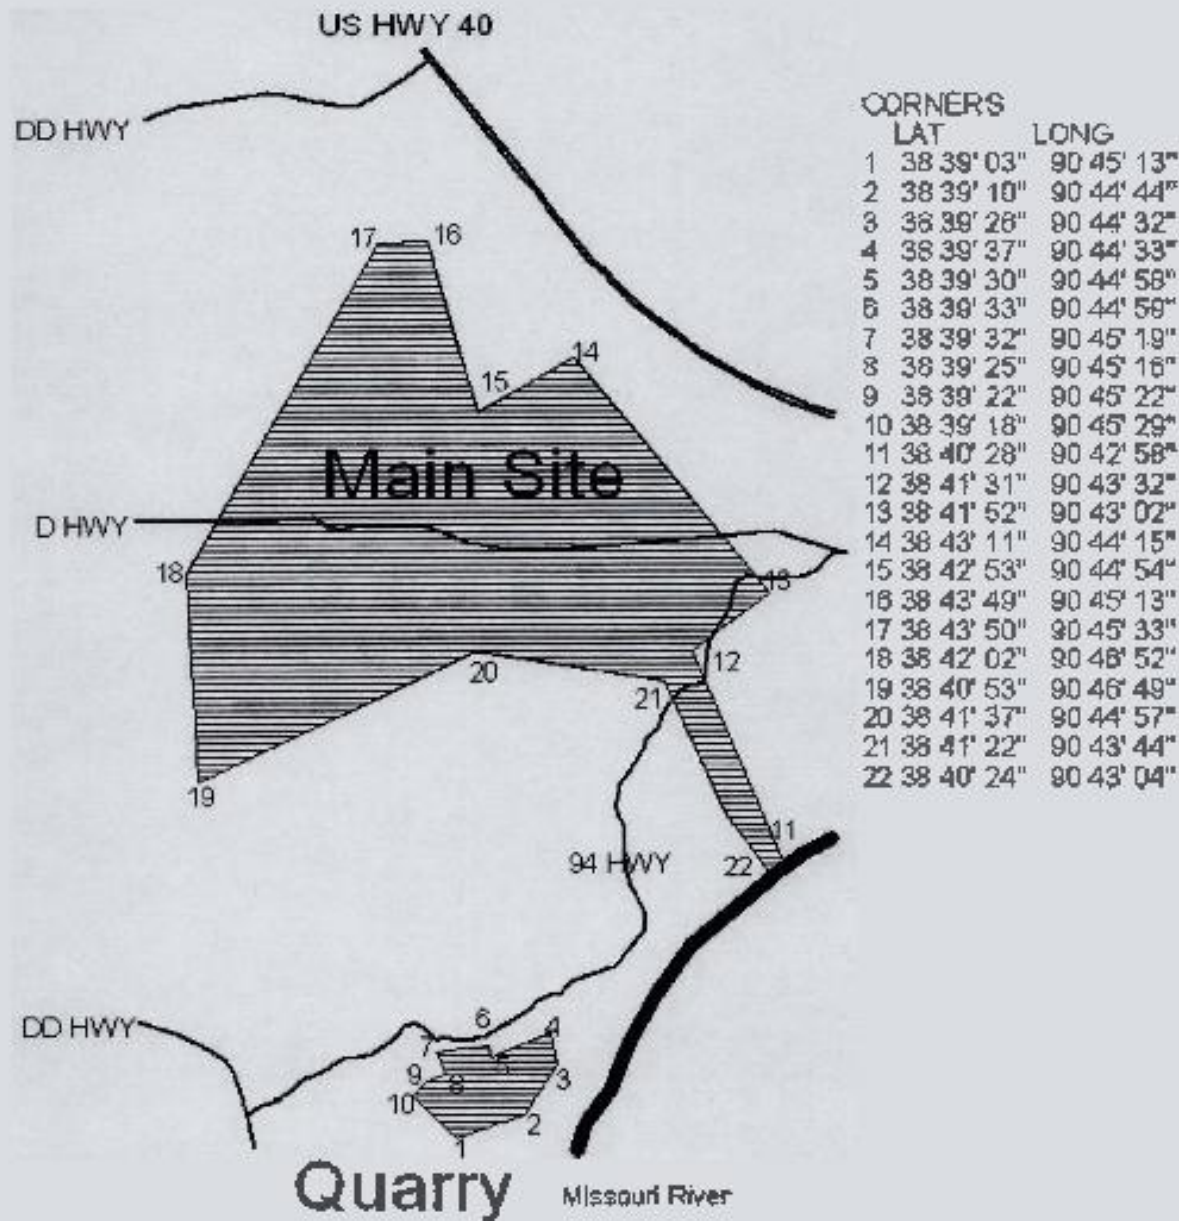 US HWY 40
DD HWY
17
16
14
15
Main Site
D HWY
18
13
12
20
21
19
11
94 HWY
22
DD HWY
6
4
7
5
9
8
3
10
2
1
Quarry
Missouri River
CORNERS
LAT LONG
1 38 39' 03" 90 45' 13"
2 38 39' 10" 90 44' 44"
3 38 39' 26" 90 44' 32"
4 38 39' 37" 90 44' 33"
5 38 39' 30" 90 44' 58"
6 38 39' 33" 90 44' 59"
7 38 39' 32" 90 45' 19"
8 38 39' 25" 90 45' 16"
9 38 39' 22" 90 45' 22"
10 38 39' 18" 90 45' 29"
11 38 40' 28" 90 42' 58"
12 38 41' 31" 90 43' 32"
13 38 41' 52" 90 43' 02"
14 38 43' 11" 90 44' 15"
15 38 42' 53" 90 44' 54"
16 38 43' 49" 90 45' 13"
17 38 43' 50" 90 45' 33"
18 38 42' 02" 90 46' 52"
19 38 40' 53" 90 46' 49"
20 38 41' 37" 90 44' 57"
21 38 41' 22" 90 43' 44"
22 38 40' 24" 90 43' 04"